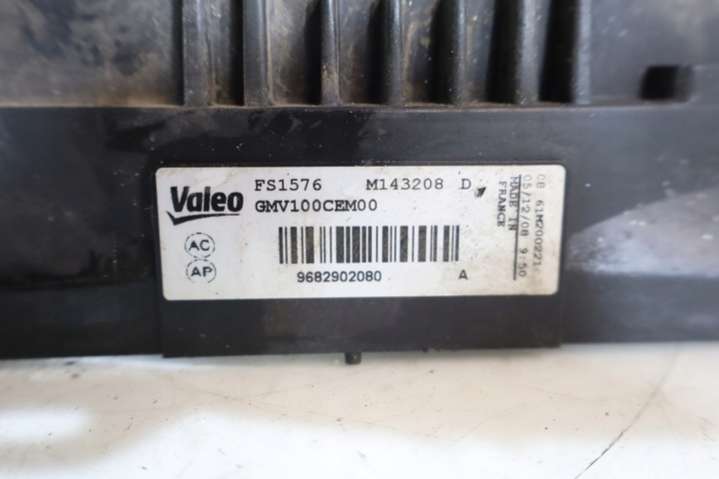 Valeo
FS1576 M143208 D
GMV100CEM00
AC
AP
9682902080 A
MADE IN
FRANCE
05/12/08 9:50